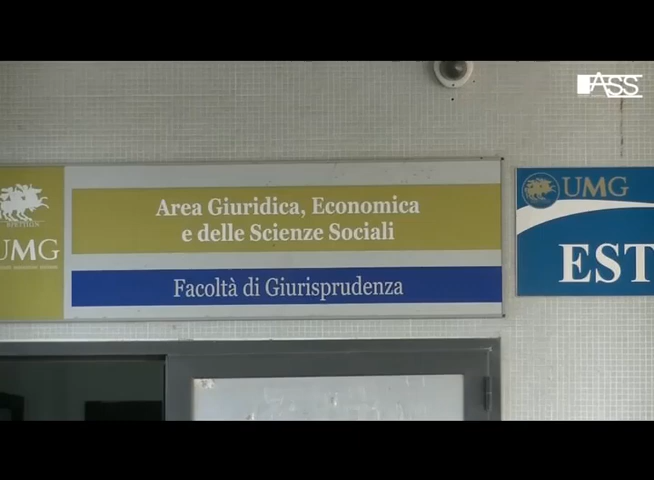 ASS
UMG
Area Giuridica, Economica
e delle Scienze Sociali
Facoltà di Giurisprudenza
UMG
EST